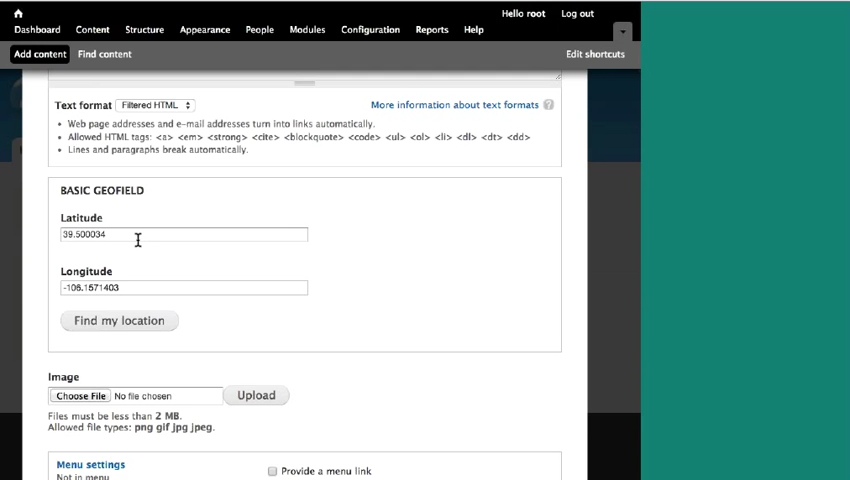 Hello root Log out
Dashboard Content Structure Appearance People Modules Configuration Reports Help
Add content Find content Edit shortcuts
Text format Filtered HTML More information about text formats ?
• Web page addresses and e-mail addresses turn into links automatically.
• Allowed HTML tags: <a> <em> <strong> <cite> <blockquote> <code> <ul> <ol> <li> <dl> <dt> <dd>
• Lines and paragraphs break automatically.
BASIC GEOFIELD
Latitude
39.500034
Longitude
-106.1571403
Find my location
Image
Choose File No file chosen Upload
Files must be less than 2 MB.
Allowed file types: png gif jpg jpeg.
Menu settings Provide a menu link
Not in menu